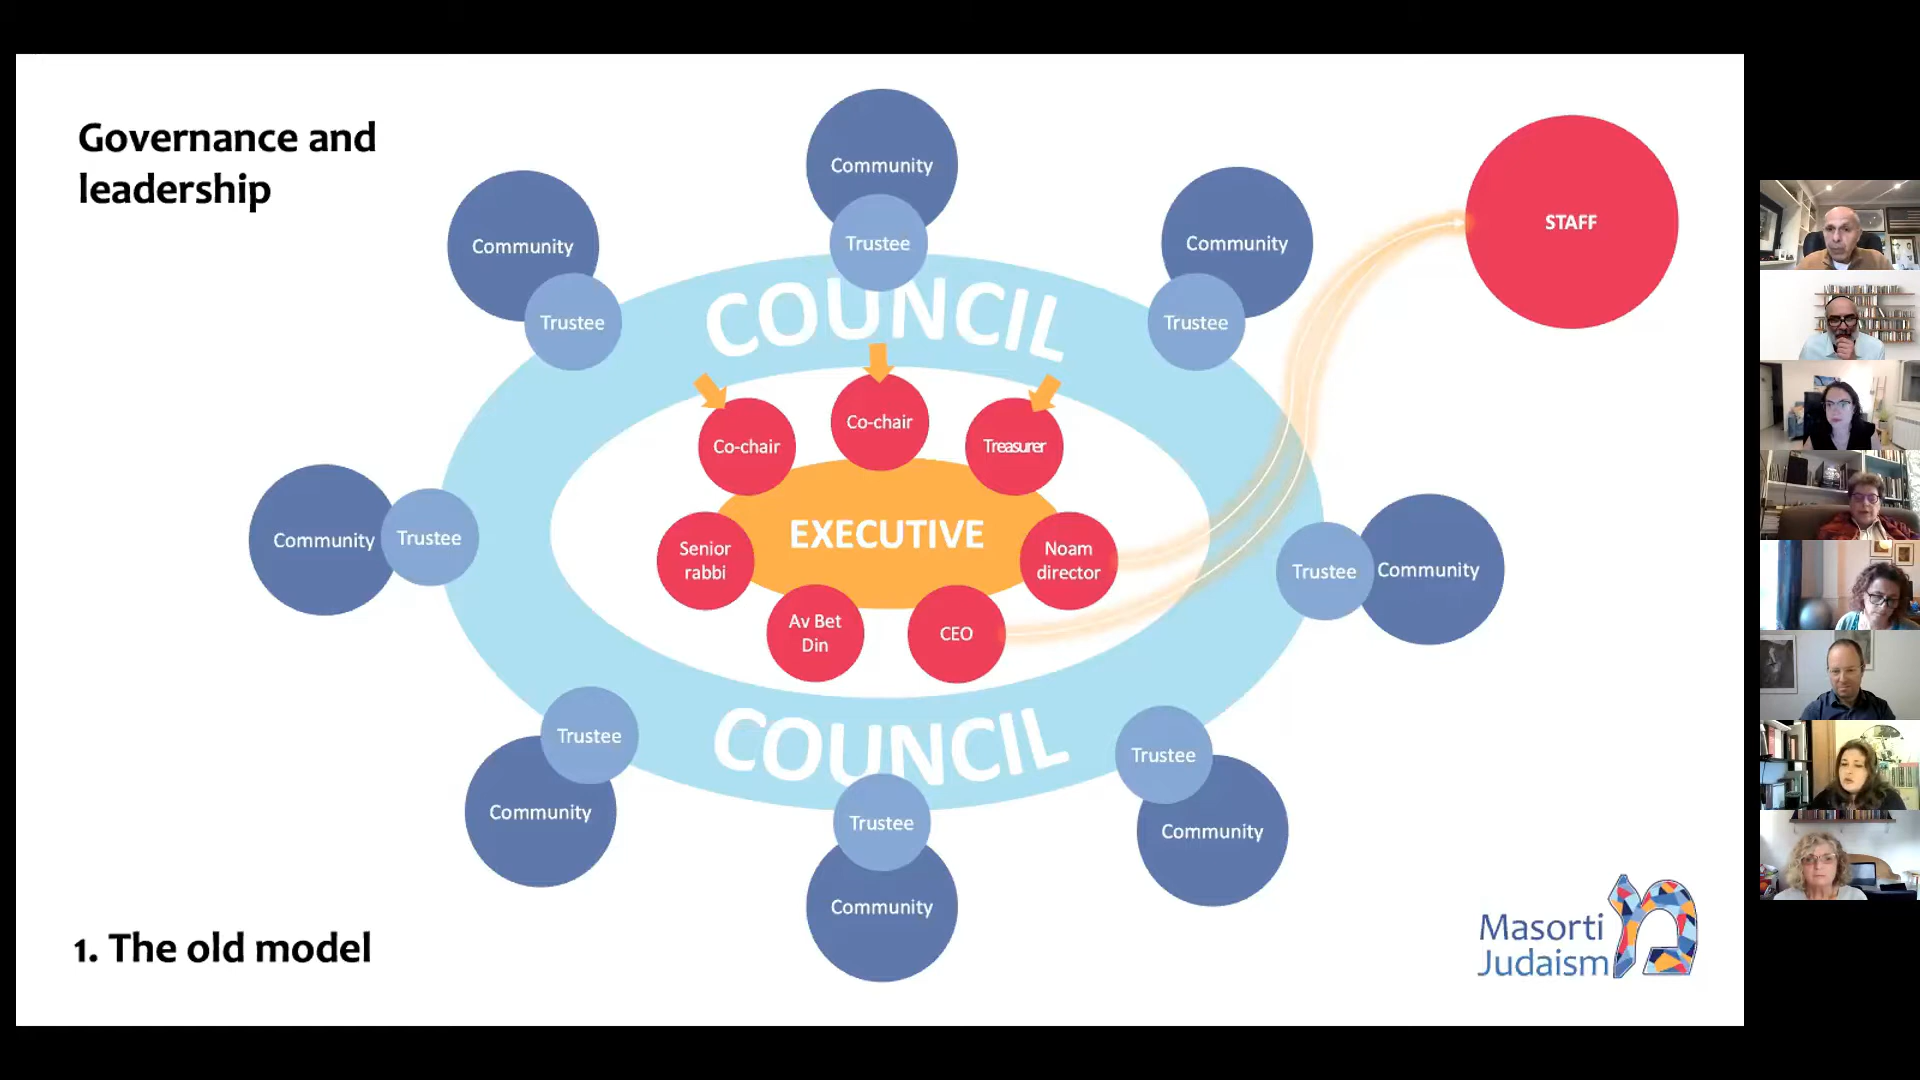 Governance and
leadership
Community
Trustee
Community
Trustee
Community
Trustee
STAFF
COUNCIL
Co-chair
Co-chair
Treasurer
Community
Trustee
EXECUTIVE
Senior
rabbi
Noam
director
Av Bet
Din
CEO
Trustee
Community
COUNCIL
Trustee
Community
Trustee
Community
Trustee
Community
1. The old model
Masorti
Judaism